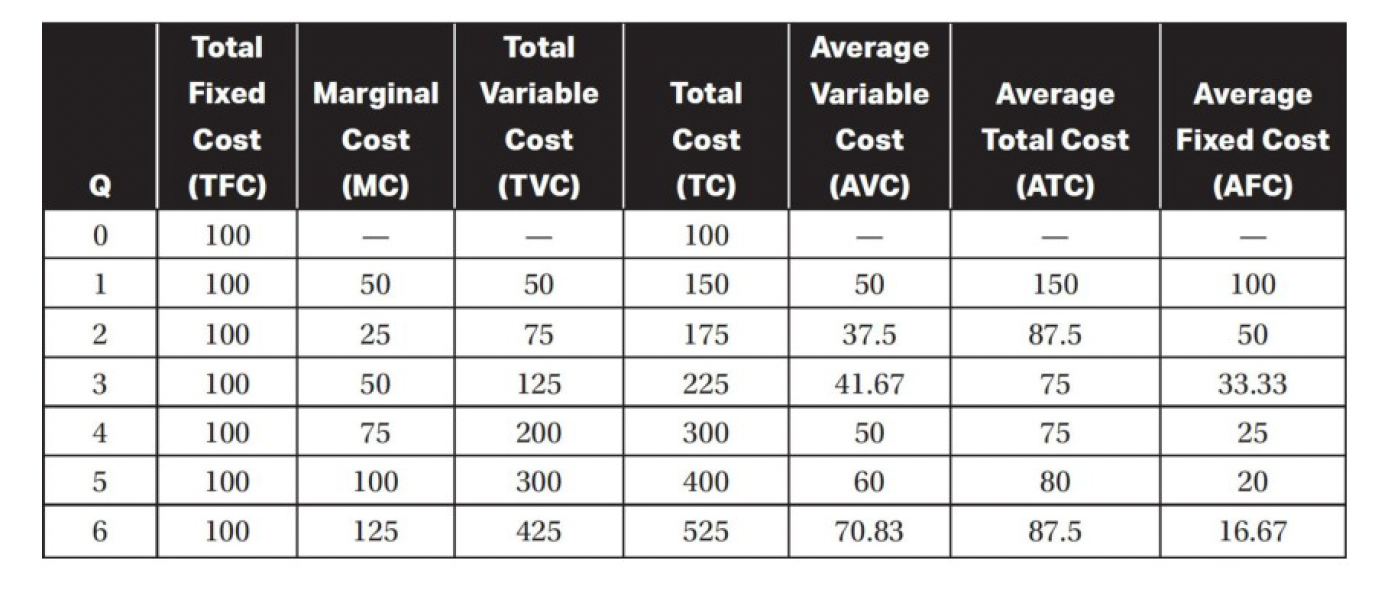 Q | Total Fixed Cost (TFC) | Marginal Cost (MC) | Total Variable Cost (TVC) | Total Cost (TC) | Average Variable Cost (AVC) | Average Total Cost (ATC) | Average Fixed Cost (AFC)
0 | 100 | — | — | 100 | — | — | —
1 | 100 | 50 | 50 | 150 | 50 | 150 | 100
2 | 100 | 25 | 75 | 175 | 37.5 | 87.5 | 50
3 | 100 | 50 | 125 | 225 | 41.67 | 75 | 33.33
4 | 100 | 75 | 200 | 300 | 50 | 75 | 25
5 | 100 | 100 | 300 | 400 | 60 | 80 | 20
6 | 100 | 125 | 425 | 525 | 70.83 | 87.5 | 16.67